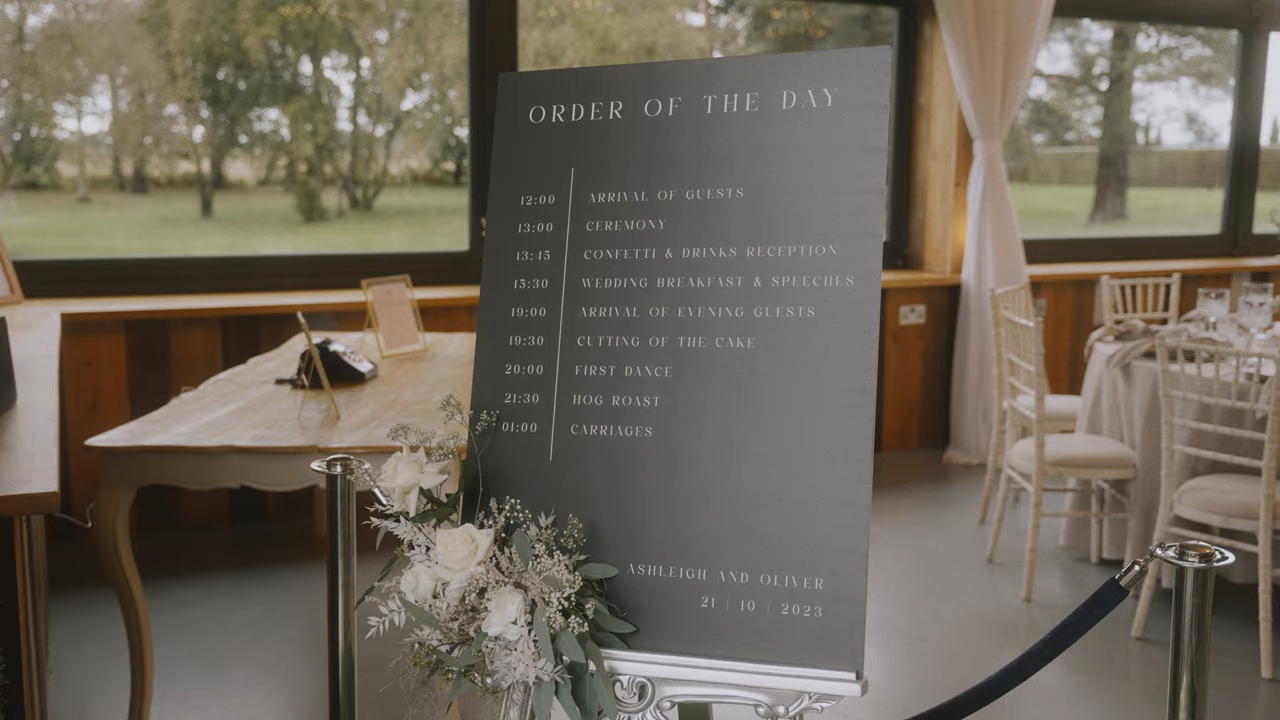 ORDER OF THE DAY
12:00 ARRIVAL OF GUESTS
13:00 CEREMONY
13:45 CONFETTI & DRINKS RECEPTION
15:30 WEDDING BREAKFAST & SPEECHES
19:00 ARRIVAL OF EVENING GUESTS
19:30 CUTTING OF THE CAKE
20:00 FIRST DANCE
21:30 HOG ROAST
01:00 CARRIAGES
ASHLEIGH AND OLIVER
21 | 10 | 2023